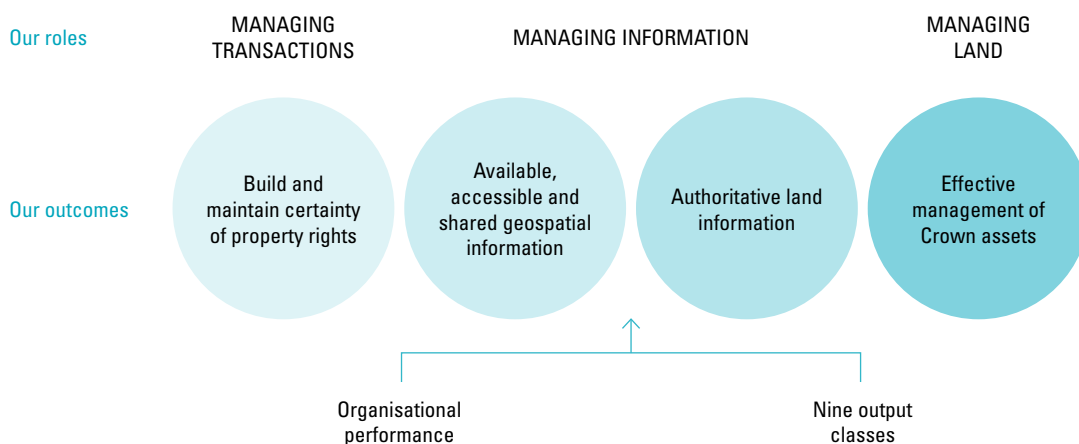 Our roles
MANAGING
TRANSACTIONS
MANAGING INFORMATION
MANAGING
LAND
Our outcomes
Build and
maintain certainty
of property rights
Available,
accessible and
shared geospatial
information
Authoritative land
information
Effective
management of
Crown assets
Organisational
performance
Nine output
classes